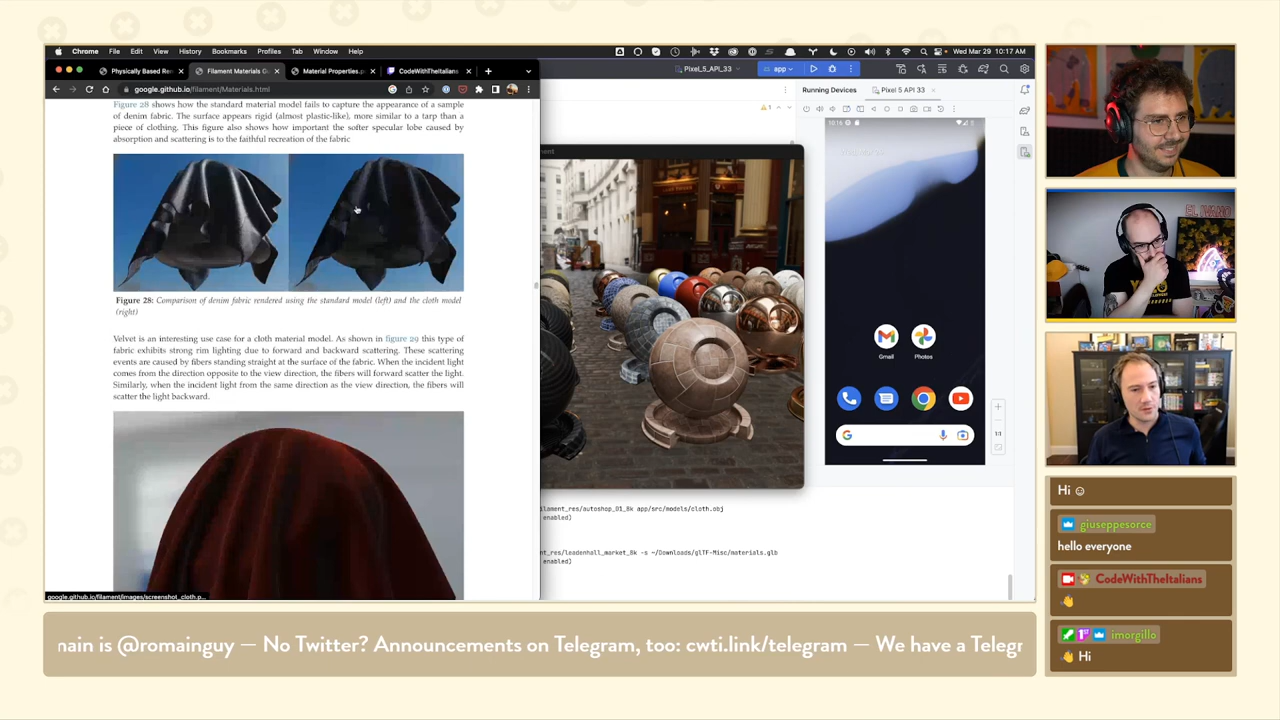 Chrome File Edit View History Bookmarks Profiles Tab Window Help
Wed Mar 29 10:17 AM
Physically Based Re
Filament Materials G
Material Properties.p
CodeWithTheItalians
google.github.io/filament/Materials.html
Figure 28 shows how the standard material model fails to capture the appearance of a sample
of denim fabric. The surface appears rigid (almost plastic-like), more similar to a tarp than a
piece of clothing. This figure also shows how important the softer specular lobe caused by
absorption and scattering is to the faithful recreation of the fabric
Figure 28: Comparison of denim fabric rendered using the standard model (left) and the cloth model
(right)
Velvet is an interesting use case for a cloth material model. As shown in figure 29 this type of
fabric exhibits strong rim lighting due to forward and backward scattering. These scattering
events are caused by fibers standing straight at the surface of the fabric. When the incident light
comes from the direction opposite to the view direction, the fibers will forward scatter the light.
Similarly, when the incident light from the same direction as the view direction, the fibers will
scatter the light backward.
google.github.io/filament/images/screenshot_cloth.p...
Pixel_5_API_33
app
1
Running Devices
Pixel 5 API 33
10:16
Gmail
Photos
1:1
filament_res/autoshop_01_8k app/src/models/cloth.obj
enabled)
nt_res/leadenhall_market_8k -s ~/Downloads/glTF-Misc/materials.glb
enabled)
EL IVANO
Hi ☺
giuseppesorce
hello everyone
CodeWithTheItalians
👋
imorgillo
👋 Hi
nain is @romainguy — No Twitter? Announcements on Telegram, too: cwti.link/telegram — We have a Telegr